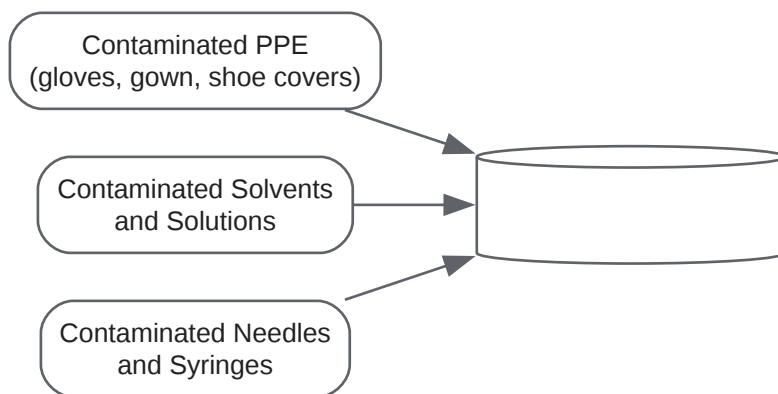 Contaminated PPE
(gloves, gown, shoe covers)
Contaminated Solvents
and Solutions
Contaminated Needles
and Syringes